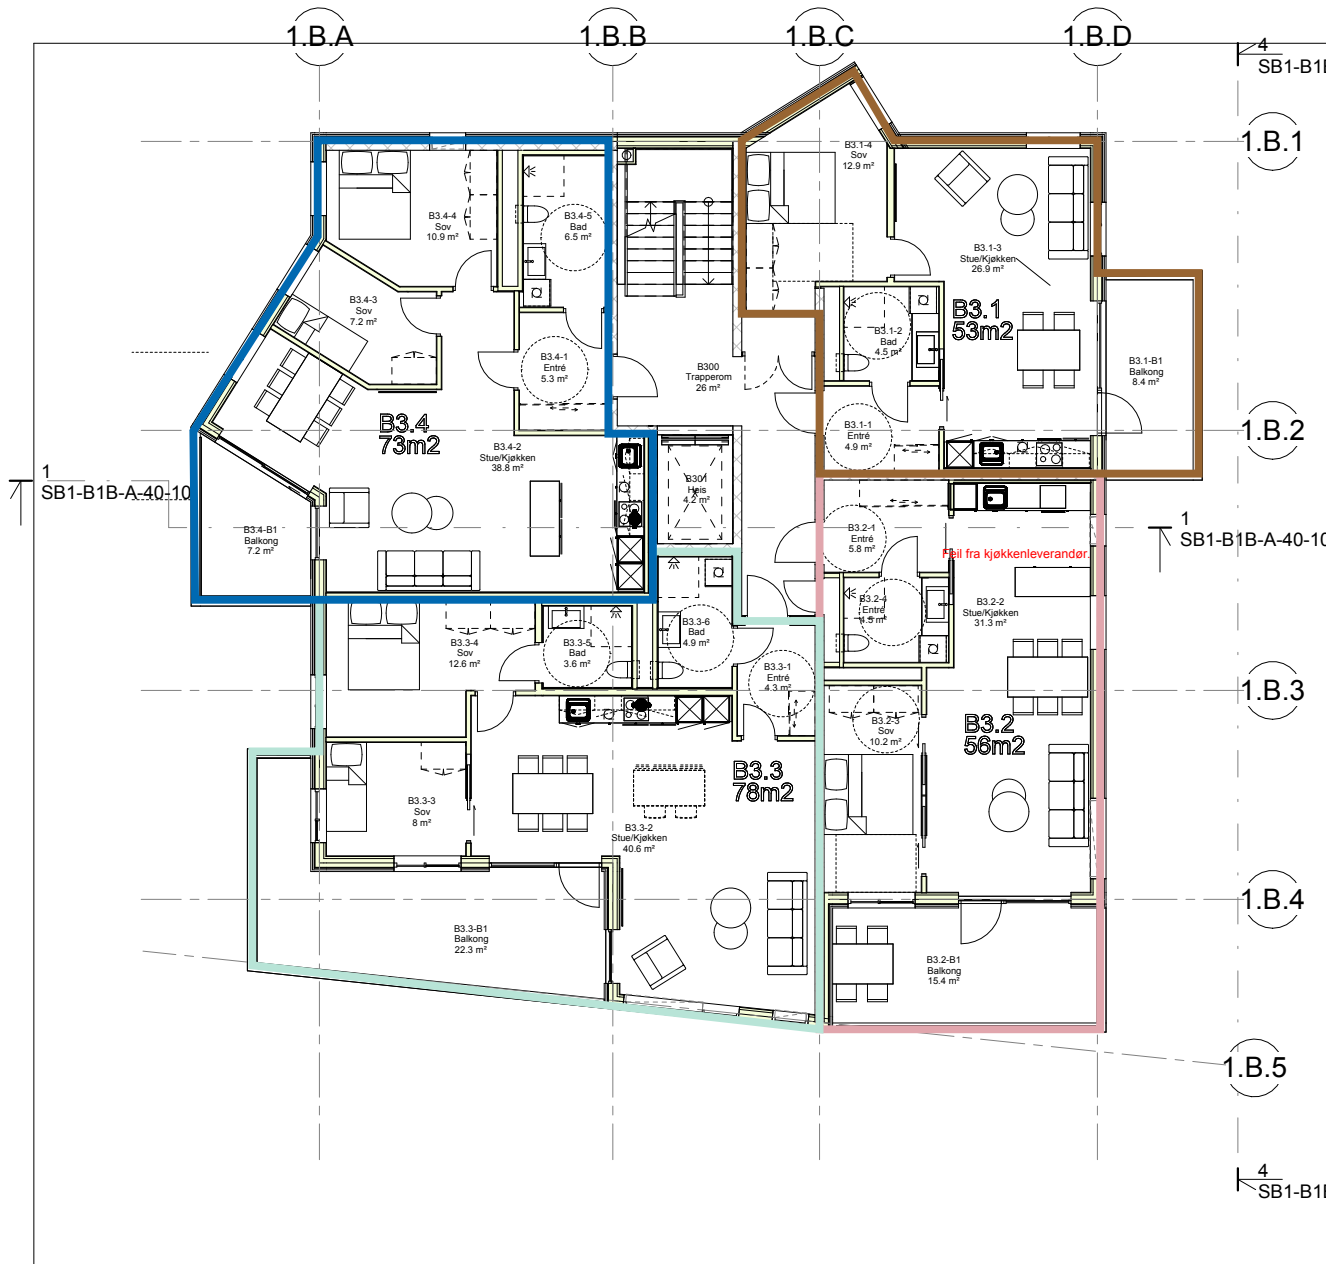 1.B.A
1.B.B
1.B.C
1.B.D
4
SB1-B1B
1.B.1
B3.1-4
Sov
12.9 m²
B3.4-4
Sov
10.9 m²
B3.4-5
Bad
6.5 m²
B3.1-3
Stue/Kjøkken
26.9 m²
B3.4-3
Sov
7.2 m²
B3.1
53m2
B3.1-2
Bad
4.5 m²
B3.4-1
Entré
5.3 m²
B300
Trapperom
26 m²
B3.1-B1
Balkong
8.4 m²
B3.4
73m2
B3.1-1
Entré
4.9 m²
1.B.2
B3.4-2
Stue/Kjøkken
38.8 m²
1
SB1-B1B-A-40-10
B301
Heis
4.2 m²
B3.4-B1
Balkong
7.2 m²
B3.2-1
Entré
5.8 m²
1
SB1-B1B-A-40-10
Feil fra kjøkkenleverandør.
B3.2-4
Entré
4.5 m²
B3.2-2
Stue/Kjøkken
31.3 m²
B3.3-4
Sov
12.6 m²
B3.3-5
Bad
3.6 m²
B3.3-6
Bad
4.9 m²
B3.3-1
Entré
4.3 m²
1.B.3
B3.2-3
Sov
10.2 m²
B3.2
56m2
B3.3
78m2
B3.3-3
Sov
8 m²
B3.3-2
Stue/Kjøkken
40.6 m²
1.B.4
B3.3-B1
Balkong
22.3 m²
B3.2-B1
Balkong
15.4 m²
1.B.5
4
SB1-B1B